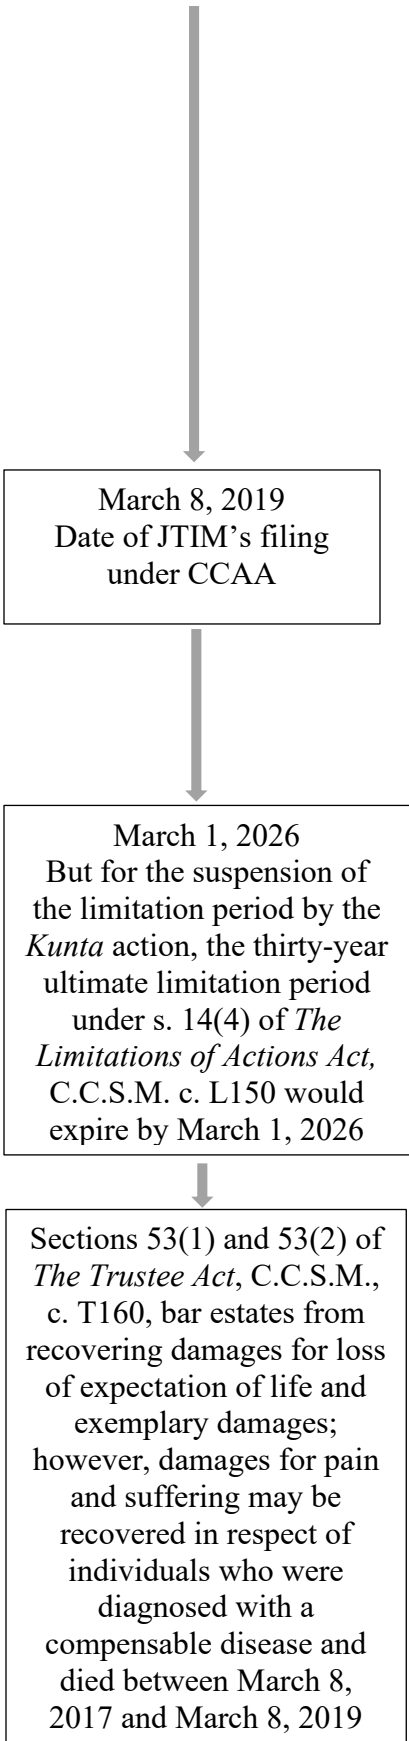 March 8, 2019
Date of JTIM’s filing
under CCAA
March 1, 2026
But for the suspension of
the limitation period by the
Kunta action, the thirty-year
ultimate limitation period
under s. 14(4) of The
Limitations of Actions Act,
C.C.S.M. c. L150 would
expire by March 1, 2026
Sections 53(1) and 53(2) of
The Trustee Act, C.C.S.M.,
c. T160, bar estates from
recovering damages for loss
of expectation of life and
exemplary damages;
however, damages for pain
and suffering may be
recovered in respect of
individuals who were
diagnosed with a
compensable disease and
died between March 8,
2017 and March 8, 2019